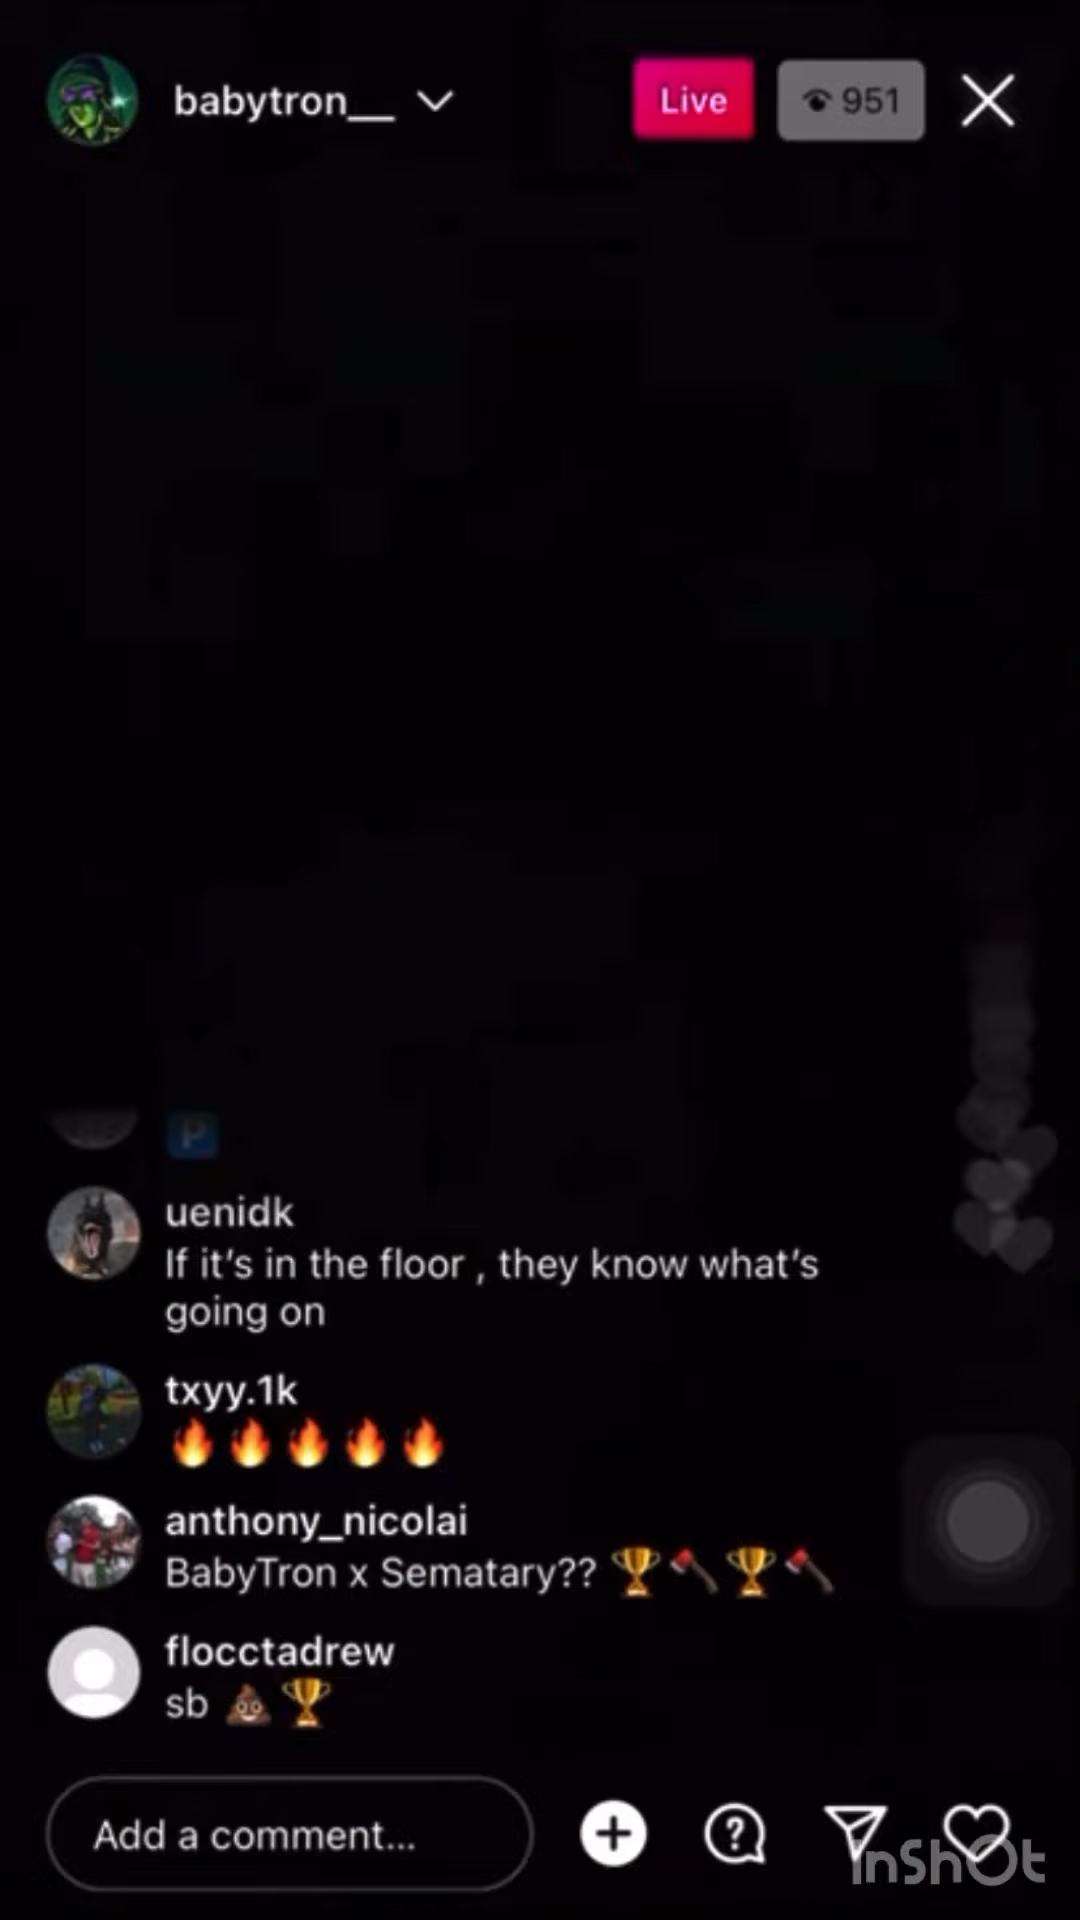 babytron__
Live
951
P
uenidk
If it's in the floor , they know what's
going on
txyy.1k
🔥🔥🔥🔥🔥
anthony_nicolai
BabyTron x Sematary?? 🏆🪓🏆🪓
flocctadrew
sb 💩🏆
Add a comment...
InShOt